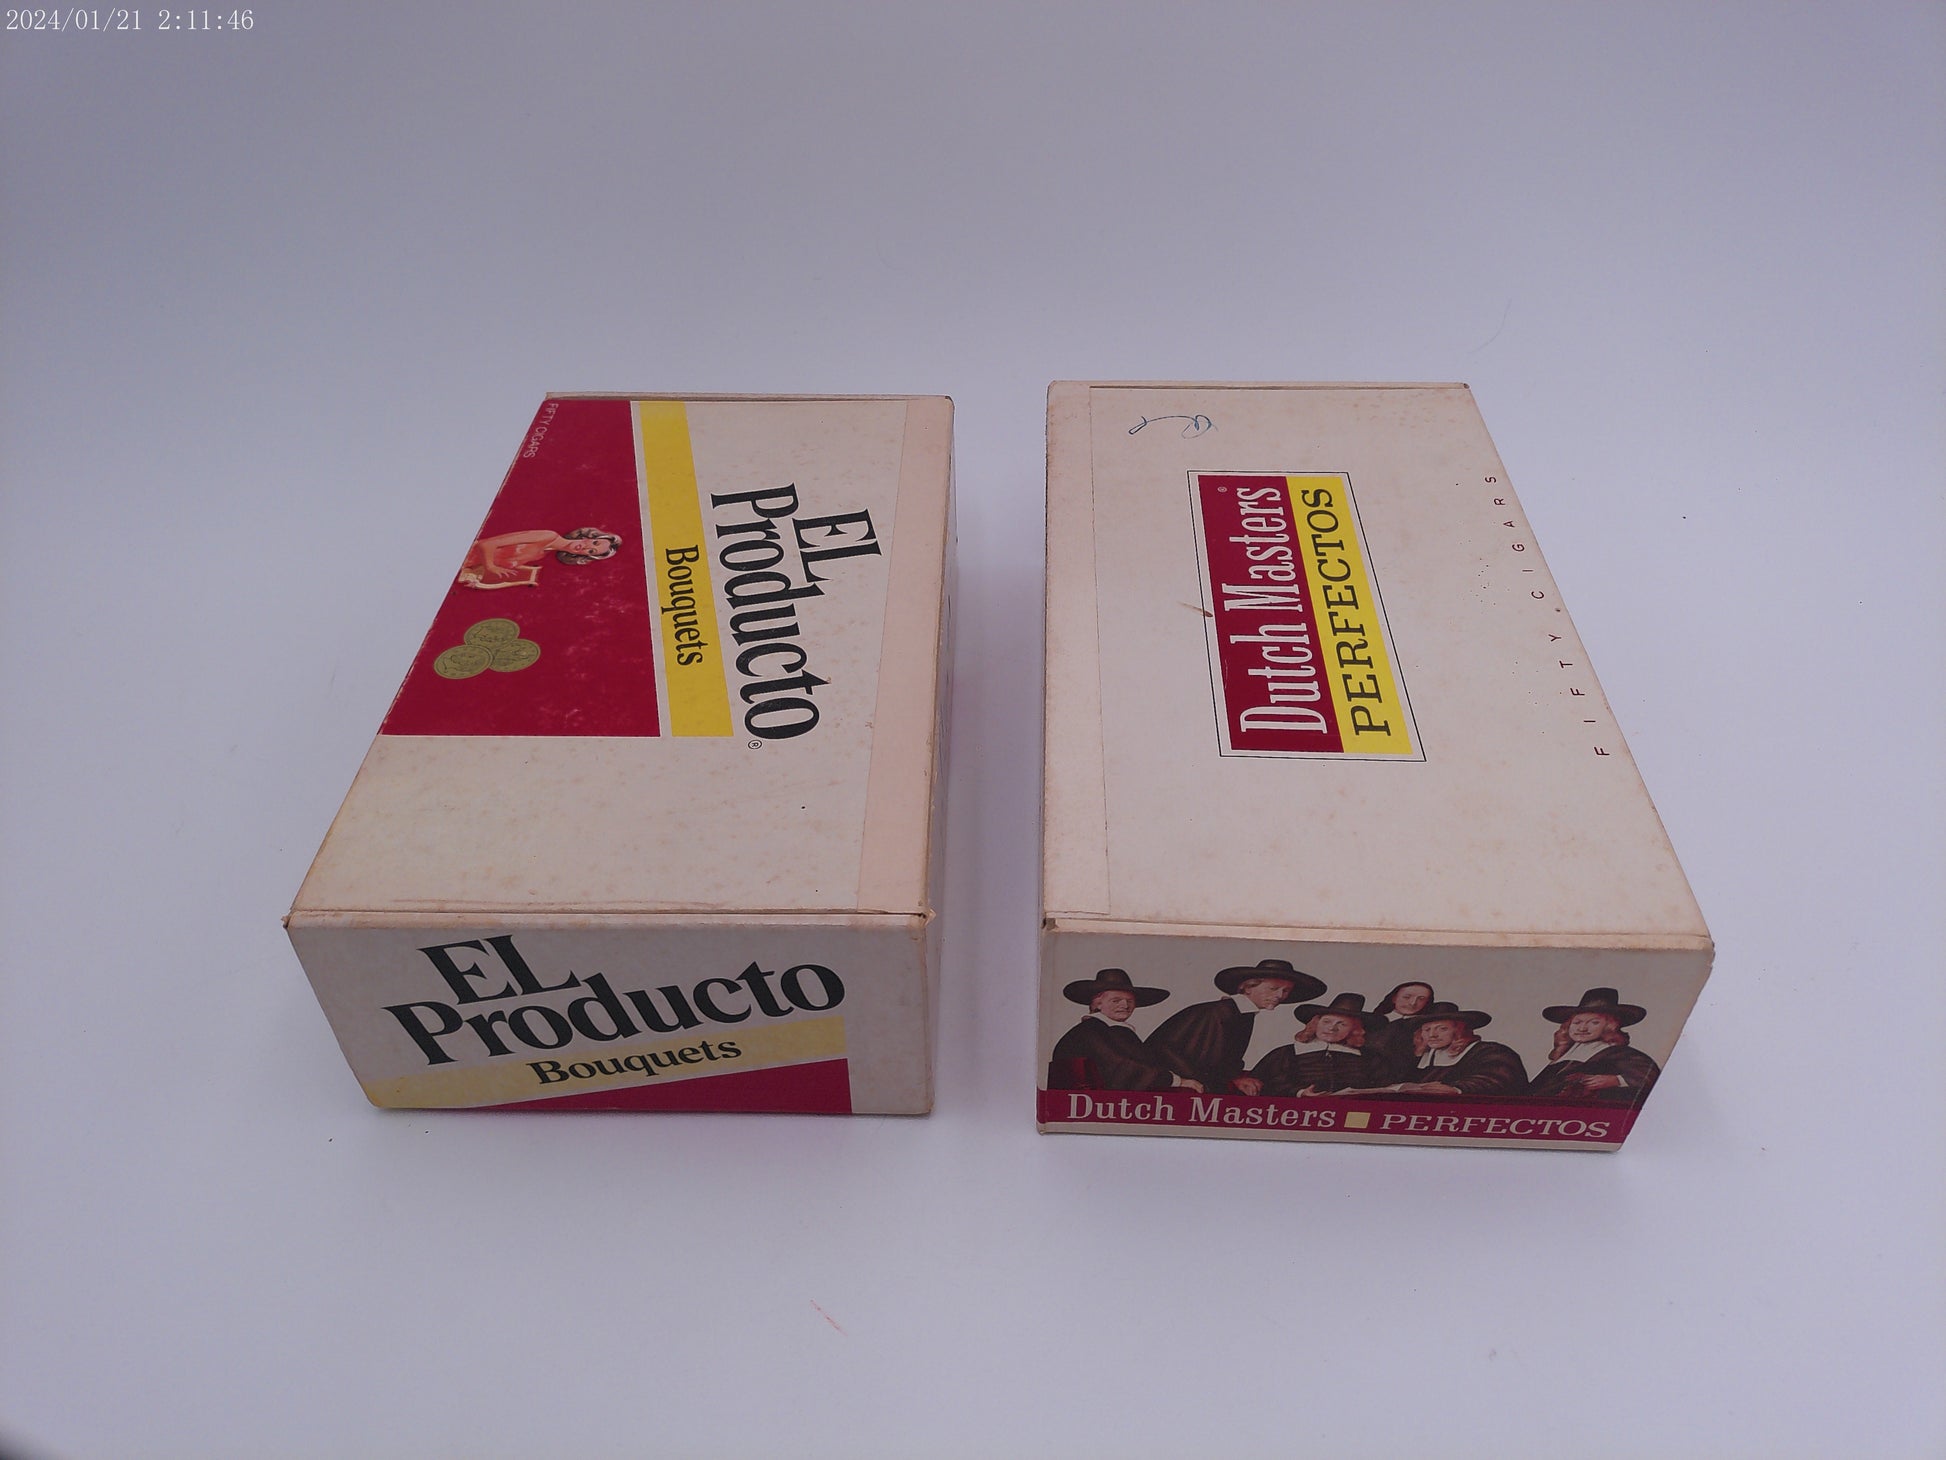 2024/01/21 2:11:46
FIFTY CIGARS
EL
Producto®
Bouquets
EL
Producto
Bouquets
Dutch Masters®
PERFECTOS
FIFTY CIGARS
Dutch Masters PERFECTOS